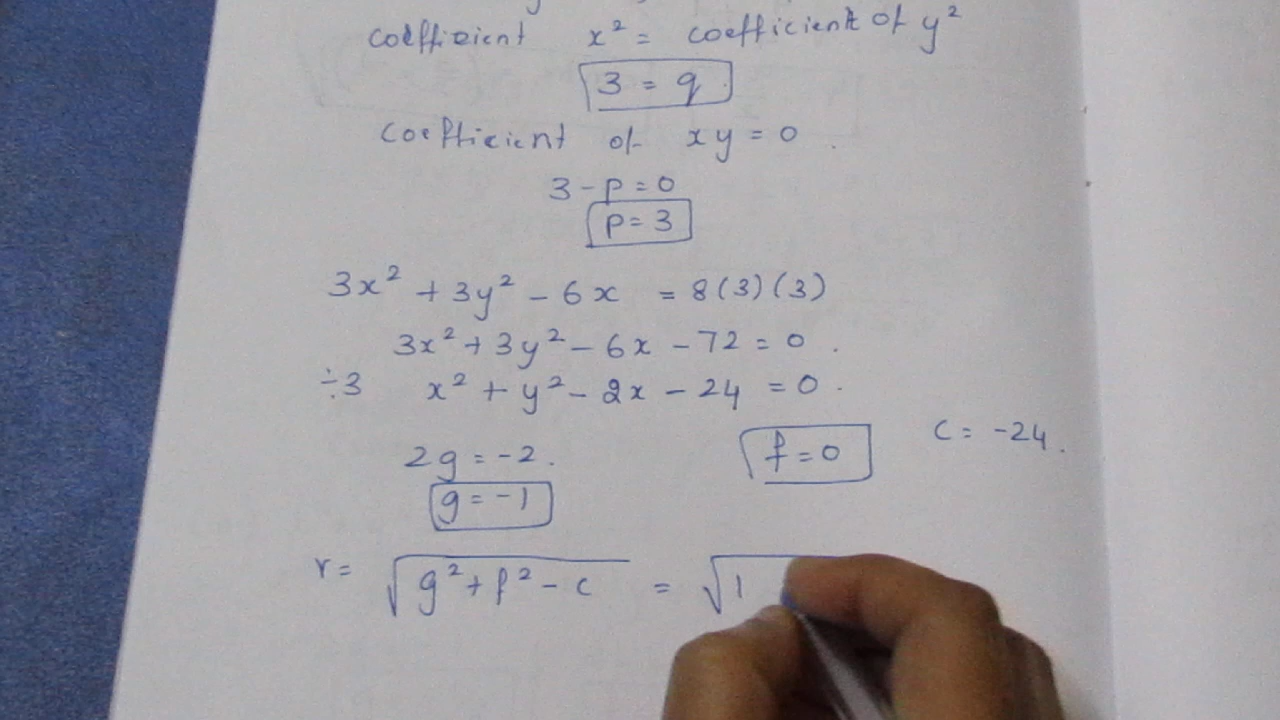 coefficient x² = coefficient of y²
3 = q
coefficient of xy = 0.
3 - p = 0
p = 3
3x² + 3y² - 6x = 8(3)(3)
3x² + 3y² - 6x - 72 = 0.
÷3 x² + y² - 2x - 24 = 0.
2g = -2. f = 0 C = -24.
g = -1
r = √g² + f² - c = √1